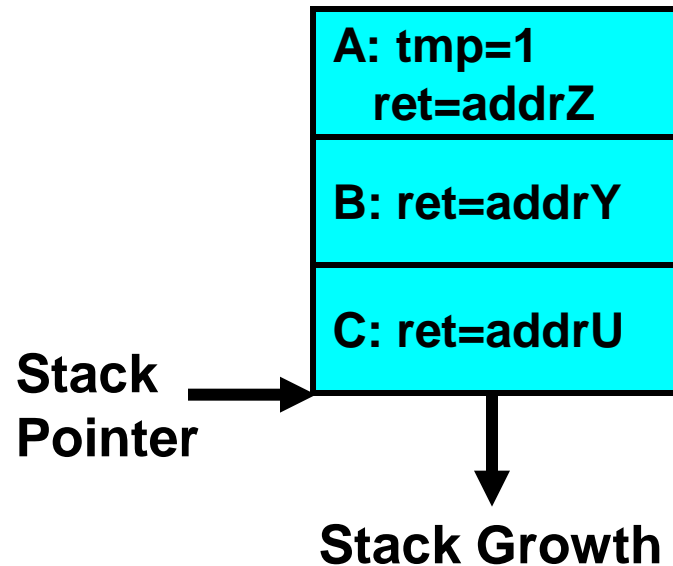 A: tmp=1
ret=addrZ
B: ret=addrY
C: ret=addrU
Stack
Pointer
Stack Growth